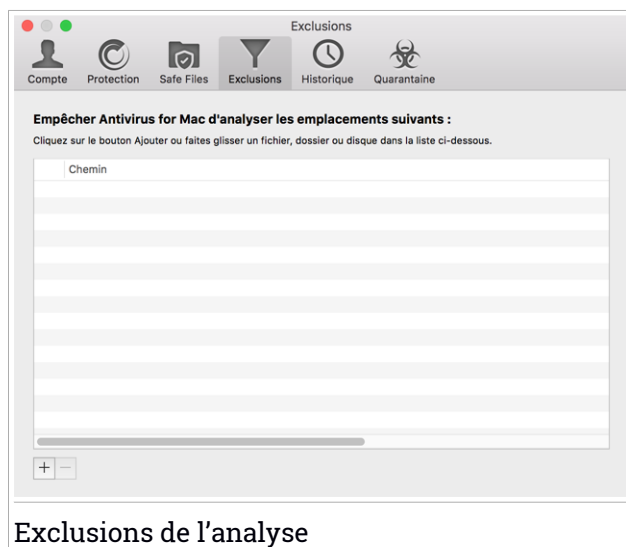 Exclusions
Compte Protection Safe Files Exclusions Historique Quarantaine
Empêcher Antivirus for Mac d'analyser les emplacements suivants :
Cliquez sur le bouton Ajouter ou faites glisser un fichier, dossier ou disque dans la liste ci-dessous.
Chemin
Exclusions de l’analyse